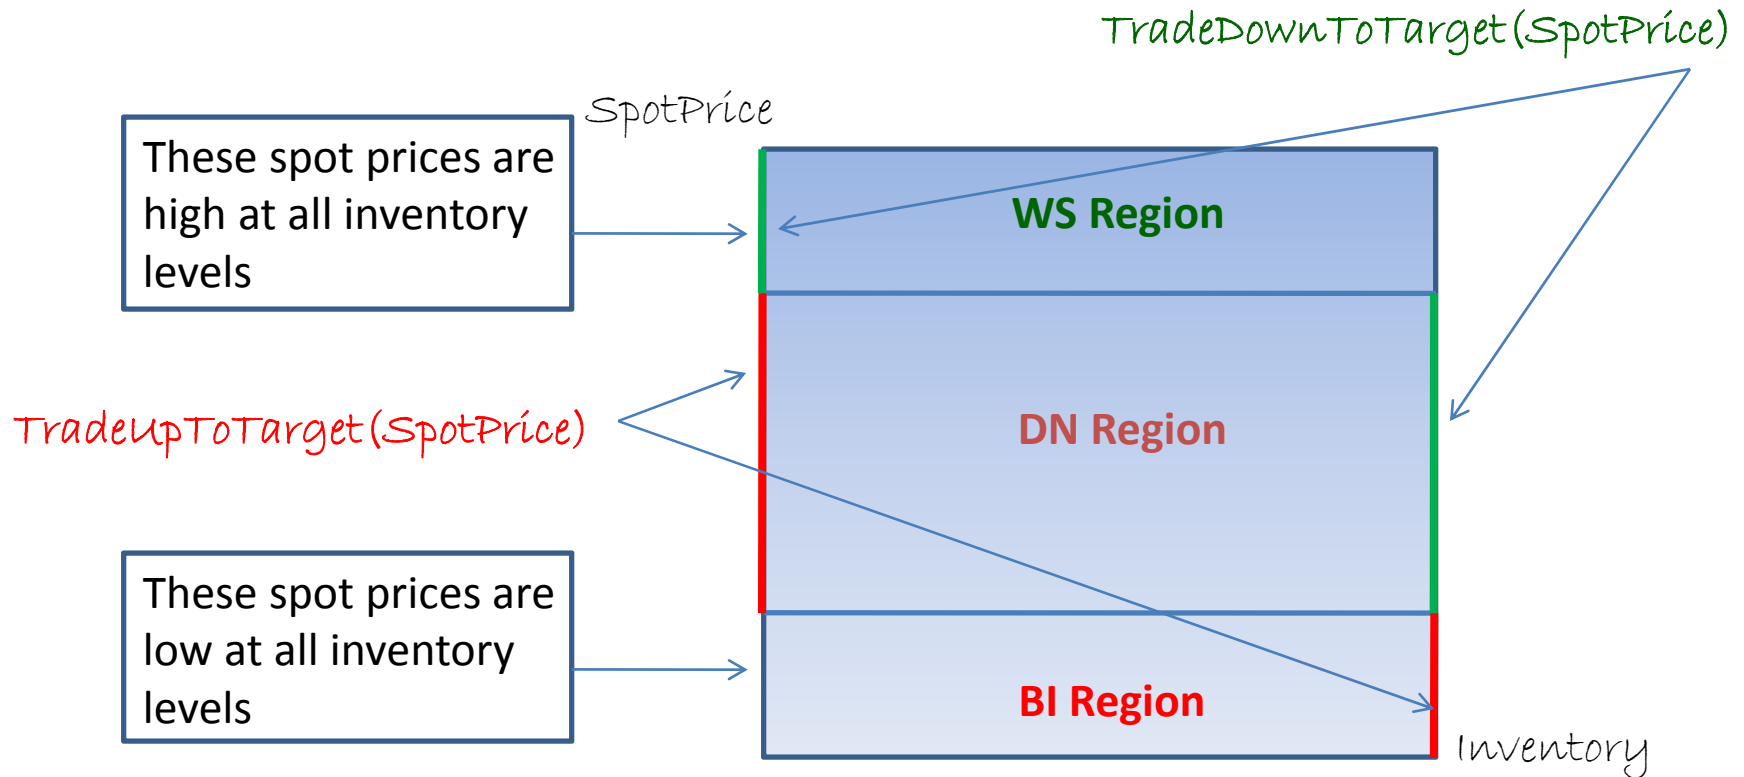 TradeDownToTarget(SpotPrice)
SpotPrice
These spot prices are
high at all inventory
levels
WS Region
TradeUpToTarget(SpotPrice)
DN Region
These spot prices are
low at all inventory
levels
BI Region
Inventory